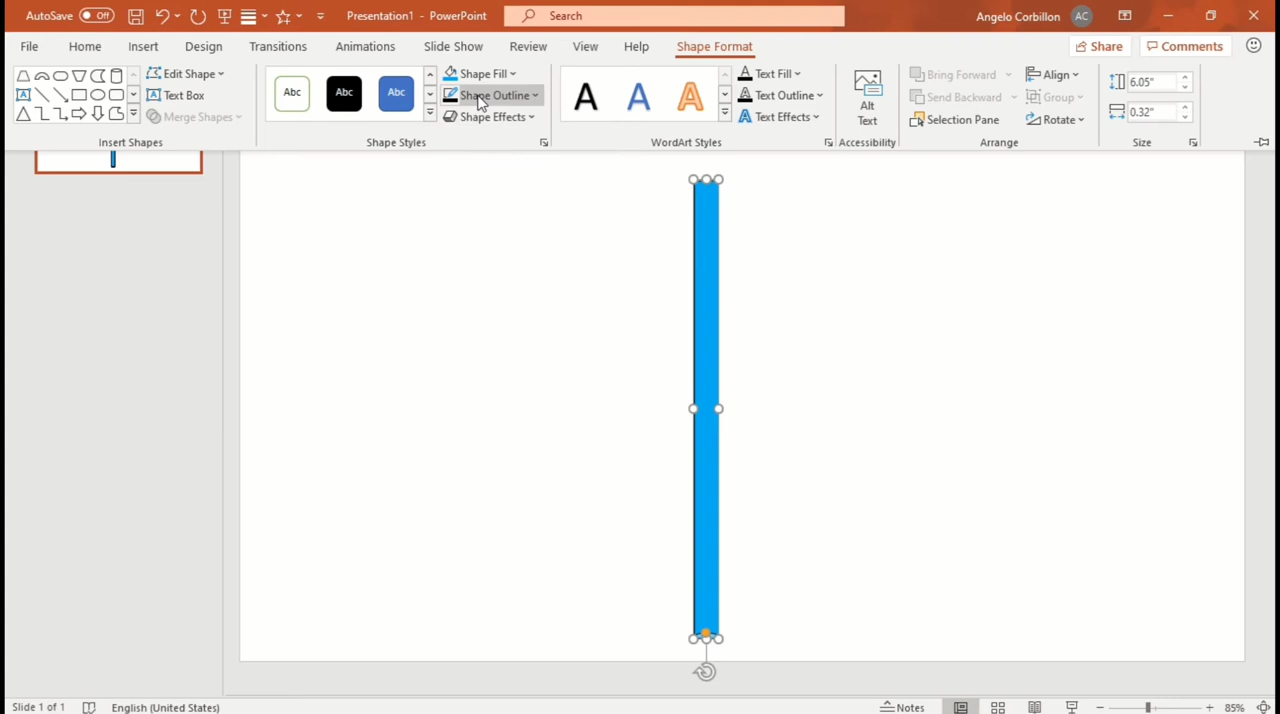 AutoSave Off Presentation1 - PowerPoint Search Angelo Corbillon AC
File Home Insert Design Transitions Animations Slide Show Review View Help Shape Format Share Comments
Edit Shape
Text Box
Merge Shapes
Insert Shapes
Abc Abc Abc
Shape Fill
Shape Outline
Shape Effects
Shape Styles
A A A
Text Fill
Text Outline
Text Effects
WordArt Styles
Alt
Text
Accessibility
Bring Forward
Send Backward
Selection Pane
Align
Group
Rotate
Arrange
6.05"
0.32"
Size
Slide 1 of 1 English (United States) Notes 85%